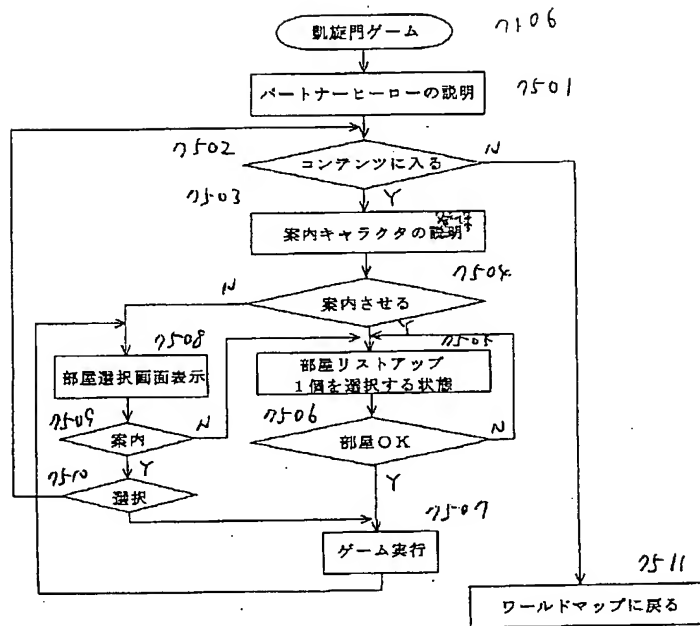 凱旋門ゲーム
7106
パートナーヒーローの説明
7501
7502
コンテンツに入る
N
Y
7503
案内キャラクタの説明
7504
N
案内させる
Y
7505
7508
部屋選択画面表示
部屋リストアップ
1個を選択する状態
7509
案内
N
7506
部屋OK
N
Y
7510
選択
Y
7507
ゲーム実行
7511
ワールドマップに戻る